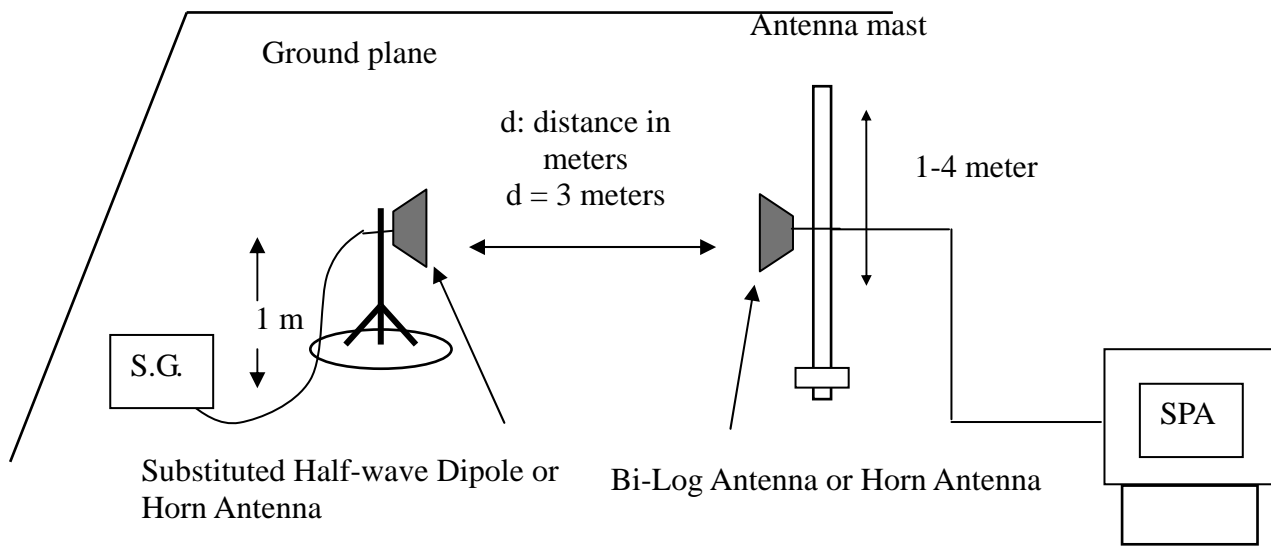 Antenna mast
Ground plane
d: distance in
meters
d = 3 meters
1-4 meter
1 m
S.G.
SPA
Substituted Half-wave Dipole or
Horn Antenna
Bi-Log Antenna or Horn Antenna